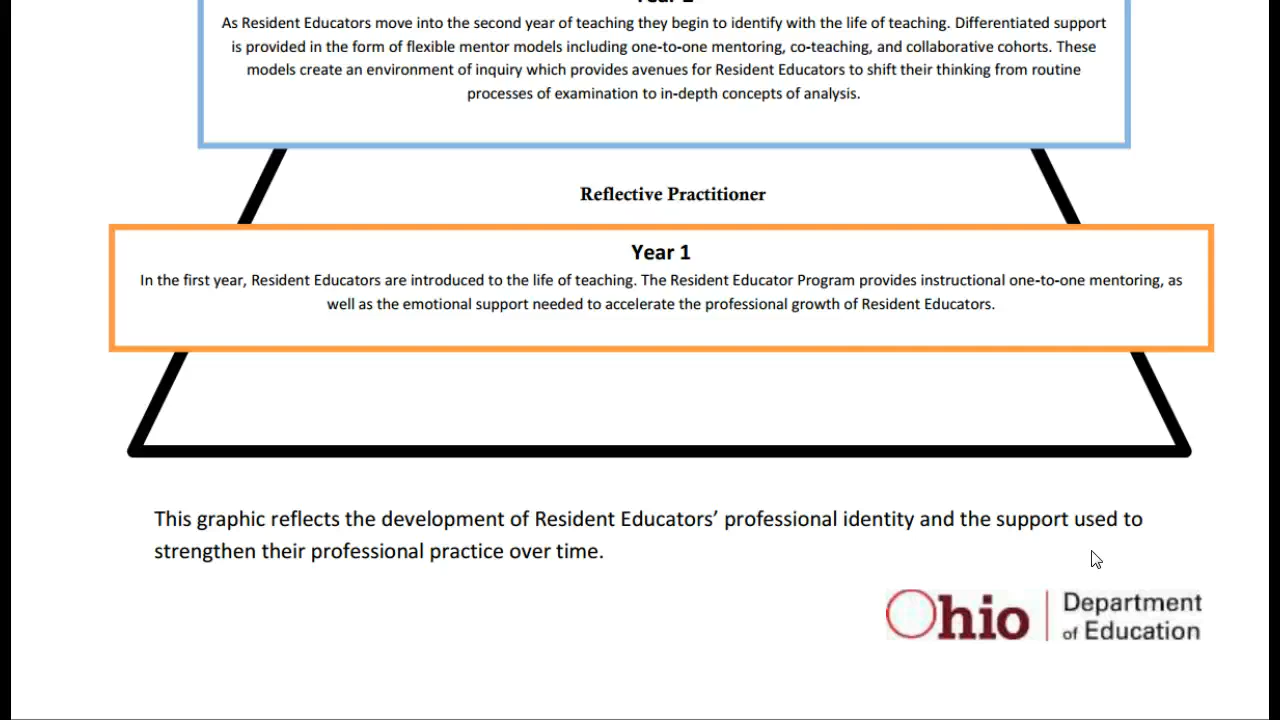 As Resident Educators move into the second year of teaching they begin to identify with the life of teaching. Differentiated support
is provided in the form of flexible mentor models including one-to-one mentoring, co-teaching, and collaborative cohorts. These
models create an environment of inquiry which provides avenues for Resident Educators to shift their thinking from routine
processes of examination to in-depth concepts of analysis.
Reflective Practitioner
Year 1
In the first year, Resident Educators are introduced to the life of teaching. The Resident Educator Program provides instructional one-to-one mentoring, as
well as the emotional support needed to accelerate the professional growth of Resident Educators.
This graphic reflects the development of Resident Educators’ professional identity and the support used to
strengthen their professional practice over time.
Ohio
Department
of Education